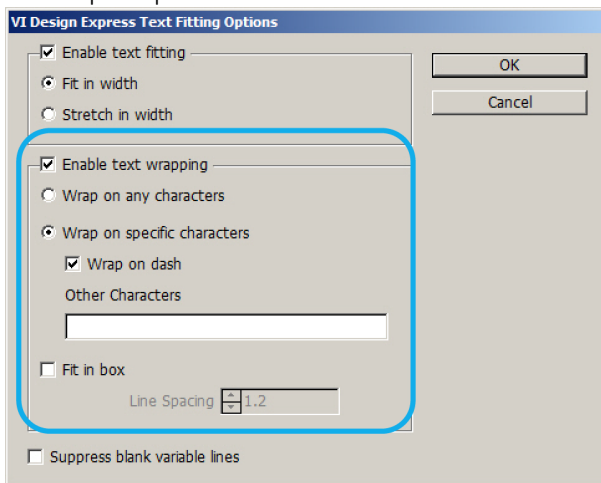 VI Design Express Text Fitting Options
Enable text fitting
OK
Fit in width
Cancel
Stretch in width
Enable text wrapping
Wrap on any characters
Wrap on specific characters
Wrap on dash
Other Characters
Fit in box
Line Spacing 1.2
Suppress blank variable lines